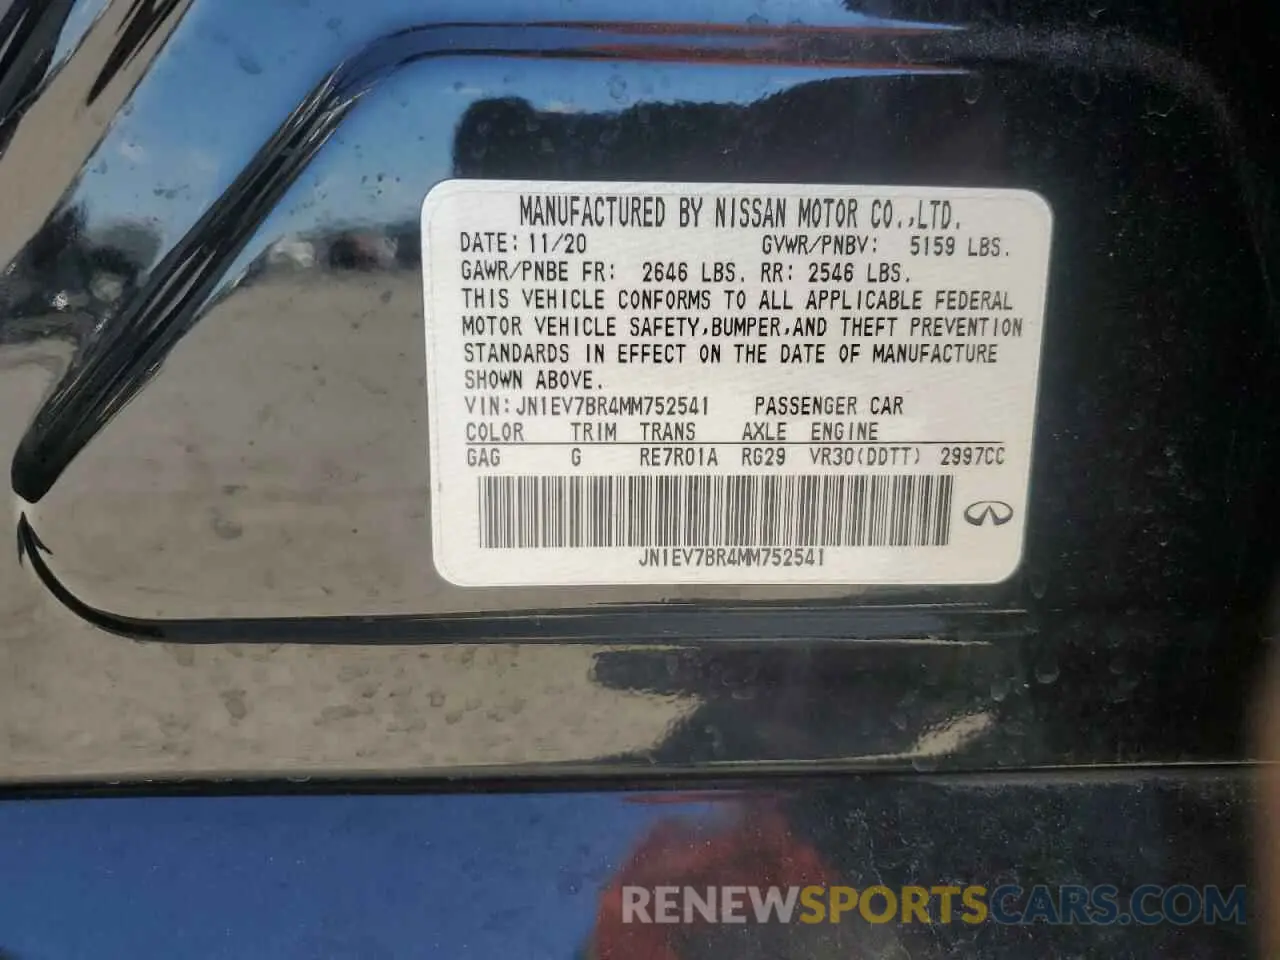 MANUFACTURED BY NISSAN MOTOR CO.,LTD.
DATE: 11/20 GVWR/PNBV: 5159 LBS.
GAWR/PNBE FR: 2646 LBS. RR: 2546 LBS.
THIS VEHICLE CONFORMS TO ALL APPLICABLE FEDERAL
MOTOR VEHICLE SAFETY,BUMPER,AND THEFT PREVENTION
STANDARDS IN EFFECT ON THE DATE OF MANUFACTURE
SHOWN ABOVE.
VIN:JN1EV7BR4MM752541 PASSENGER CAR
COLOR TRIM TRANS AXLE ENGINE
GAG G RE7R01A RG29 VR30(DDTT) 2997CC
JN1EV7BR4MM752541
RENEWSPORTSCARS.COM